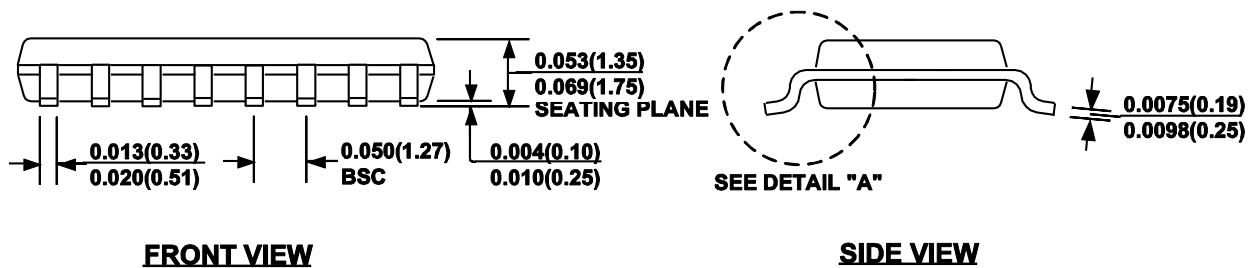 0.053(1.35)
0.069(1.75)
SEATING PLANE
0.013(0.33)
0.020(0.51)
0.050(1.27)
BSC
0.004(0.10)
0.010(0.25)
0.0075(0.19)
0.0098(0.25)
SEE DETAIL "A"
FRONT VIEW
SIDE VIEW